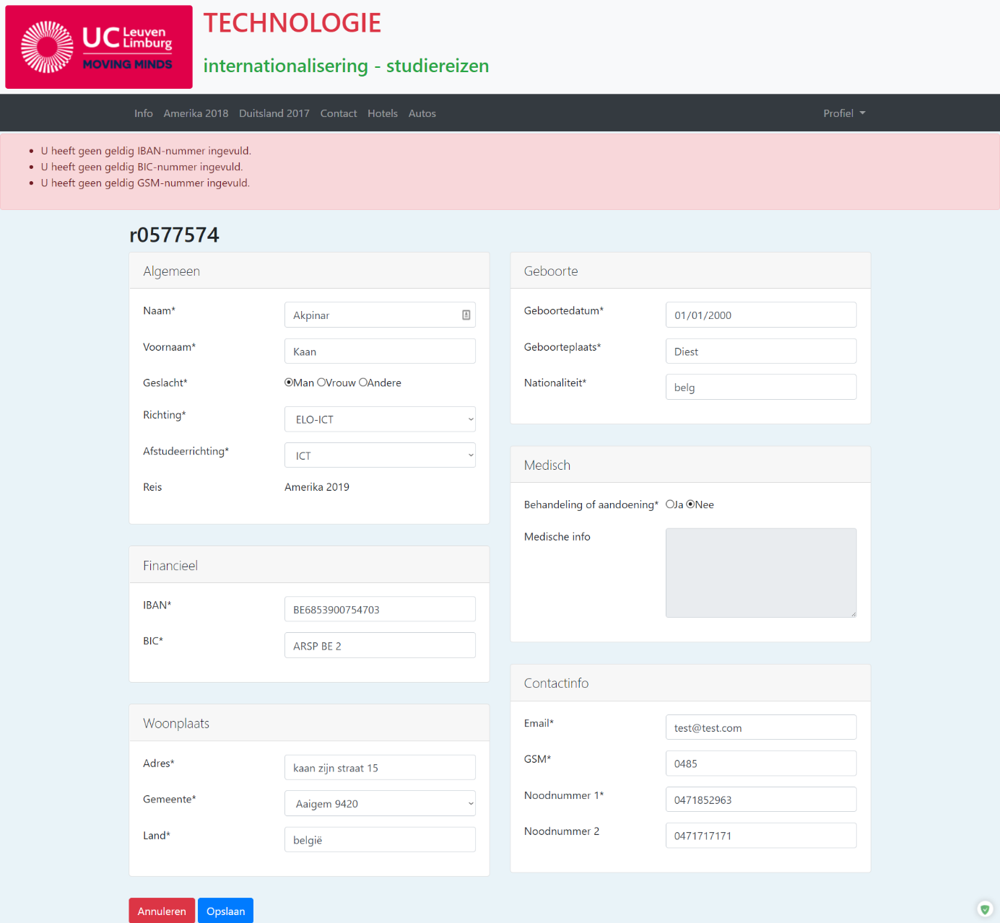 UC Leuven
Limburg
MOVING MINDS
TECHNOLOGIE
internationalisering - studiereizen
Info Amerika 2018 Duitsland 2017 Contact Hotels Autos Profiel
• U heeft geen geldig IBAN-nummer ingevuld.
• U heeft geen geldig BIC-nummer ingevuld.
• U heeft geen geldig GSM-nummer ingevuld.
r0577574
Algemeen
Naam* Akpinar
Voornaam* Kaan
Geslacht* Man Vrouw Andere
Richting* ELO-ICT
Afstudeerrichting* ICT
Reis Amerika 2019
Financieel
IBAN* BE6853900754703
BIC* ARSP BE 2
Woonplaats
Adres* kaan zijn straat 15
Gemeente* Aaigem 9420
Land* belgië
Geboorte
Geboortedatum* 01/01/2000
Geboorteplaats* Diest
Nationaliteit* belg
Medisch
Behandeling of aandoening* Ja Nee
Medische info
Contactinfo
Email* test@test.com
GSM* 0485
Noodnummer 1* 0471852963
Noodnummer 2 0471717171
Annuleren Opslaan